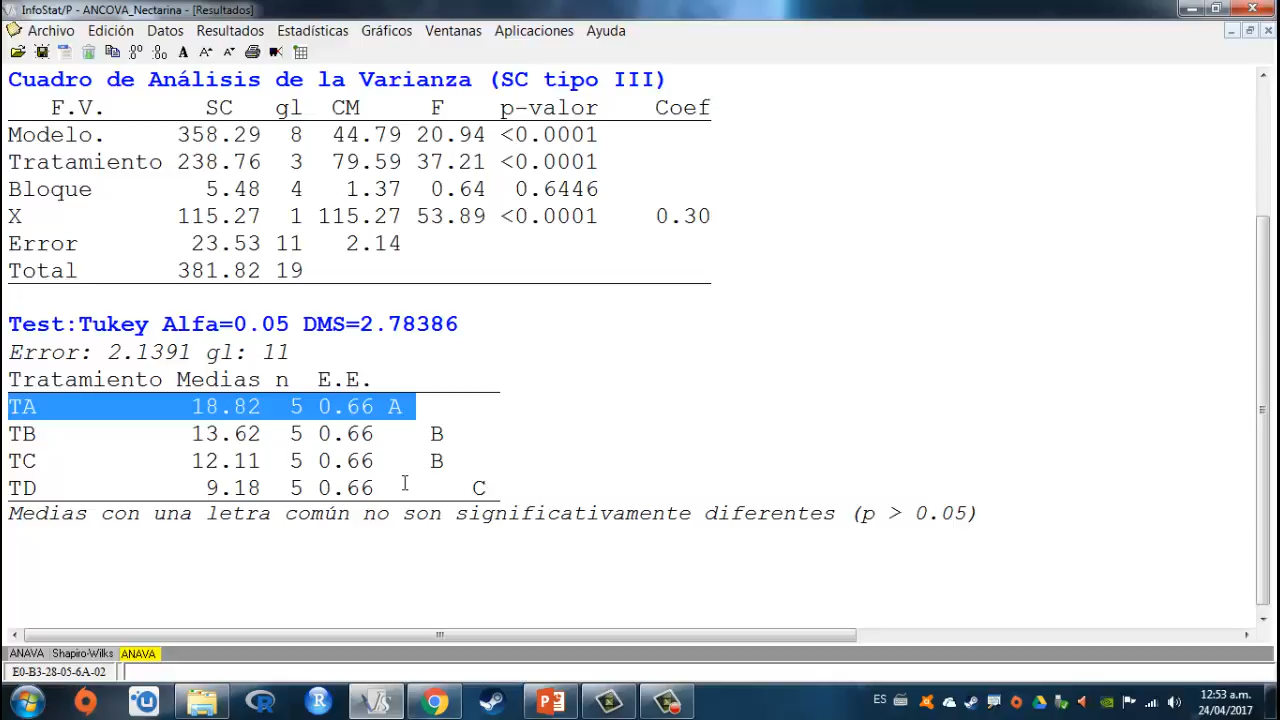 InfoStat/P - ANCOVA_Nectarina - [Resultados]
Archivo Edición Datos Resultados Estadísticas Gráficos Ventanas Aplicaciones Ayuda
Cuadro de Análisis de la Varianza (SC tipo III)
F.V. SC gl CM F p-valor Coef
Modelo. 358.29 8 44.79 20.94 <0.0001
Tratamiento 238.76 3 79.59 37.21 <0.0001
Bloque 5.48 4 1.37 0.64 0.6446
X 115.27 1 115.27 53.89 <0.0001 0.30
Error 23.53 11 2.14
Total 381.82 19
Test:Tukey Alfa=0.05 DMS=2.78386
Error: 2.1391 gl: 11
Tratamiento Medias n E.E.
TA 18.82 5 0.66 A
TB 13.62 5 0.66 B
TC 12.11 5 0.66 B
TD 9.18 5 0.66 C
Medias con una letra común no son significativamente diferentes (p > 0.05)
ANAVA Shapiro-Wilks ANAVA
E0-B3-28-05-6A-02
ES 12:53 a.m.
24/04/2017